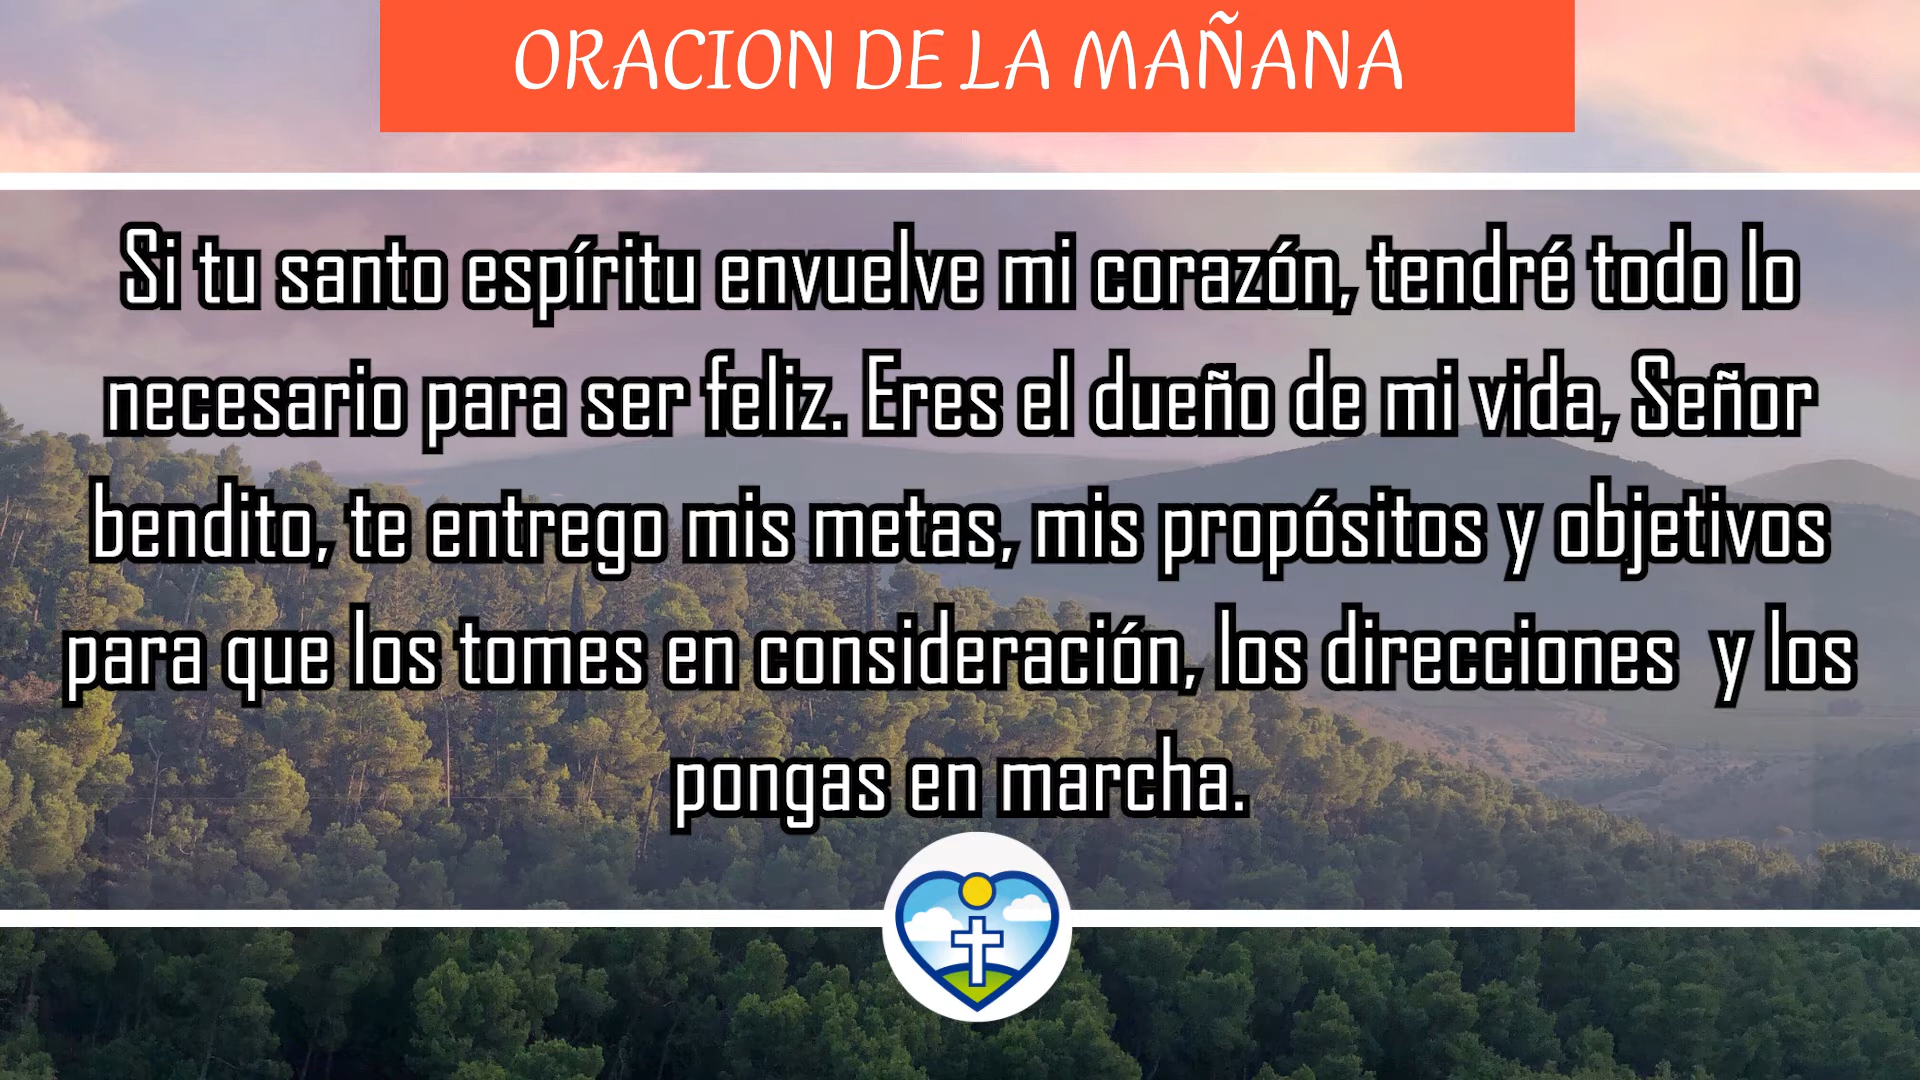 ORACION DE LA MAÑANA
Si tu santo espíritu envuelve mi corazón, tendré todo lo
necesario para ser feliz. Eres el dueño de mi vida, Señor
bendito, te entrego mis metas, mis propósitos y objetivos
para que los tomes en consideración, los direcciones  y los
pongas en marcha.